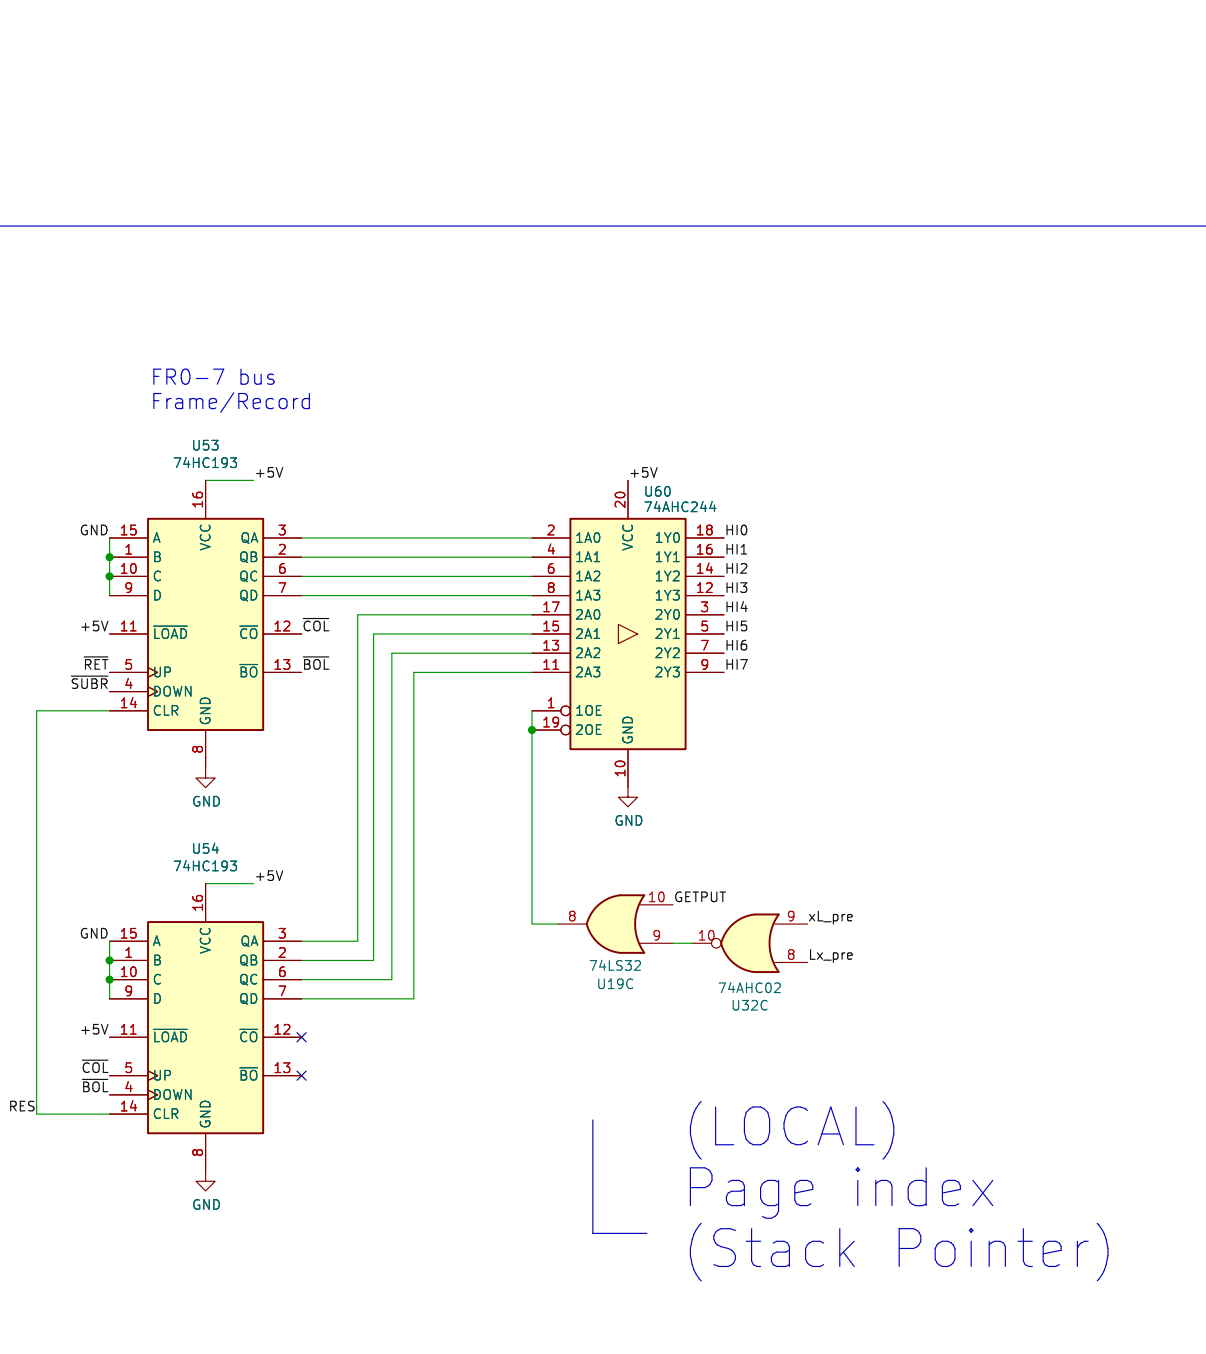 FR0-7 bus
Frame/Record
U53
74HC193
+5V
16
VCC
GND 15 A
1 B
10 C
9 D
+5V 11 LOAD
RET 5 UP
SUBR 4 DOWN
14 CLR
QA 3
QB 2
QC 6
QD 7
CO 12 COL
BO 13 BOL
GND
8
GND
+5V
U60
74AHC244
20
VCC
2 1A0
4 1A1
6 1A2
8 1A3
17 2A0
15 2A1
13 2A2
11 2A3
1 1OE
19 2OE
1Y0 18 HI0
1Y1 16 HI1
1Y2 14 HI2
1Y3 12 HI3
2Y0 3 HI4
2Y1 5 HI5
2Y2 7 HI6
2Y3 9 HI7
GND
10
GND
U54
74HC193
+5V
16
VCC
GND 15 A
1 B
10 C
9 D
+5V 11 LOAD
COL 5 UP
BOL 4 DOWN
RES 14 CLR
QA 3
QB 2
QC 6
QD 7
CO 12
BO 13
GND
8
GND
8
10 GETPUT
9
74LS32
U19C
10
9 xL_pre
8 Lx_pre
74AHC02
U32C
(LOCAL)
Page index
(Stack Pointer)